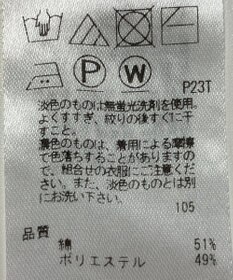 P W
P23T
淡色のものは無蛍光洗剤を使用。
よくすすぎ、絞りの後すぐに干
すこと。
濃色のものは、着用による摩擦
で色落ちすることがありますの
で、組合せの衣服にご注意くださ
い。また、淡色のものとは別
にお洗い下さい。
105
品質
綿 51%
ポリエステル 49%